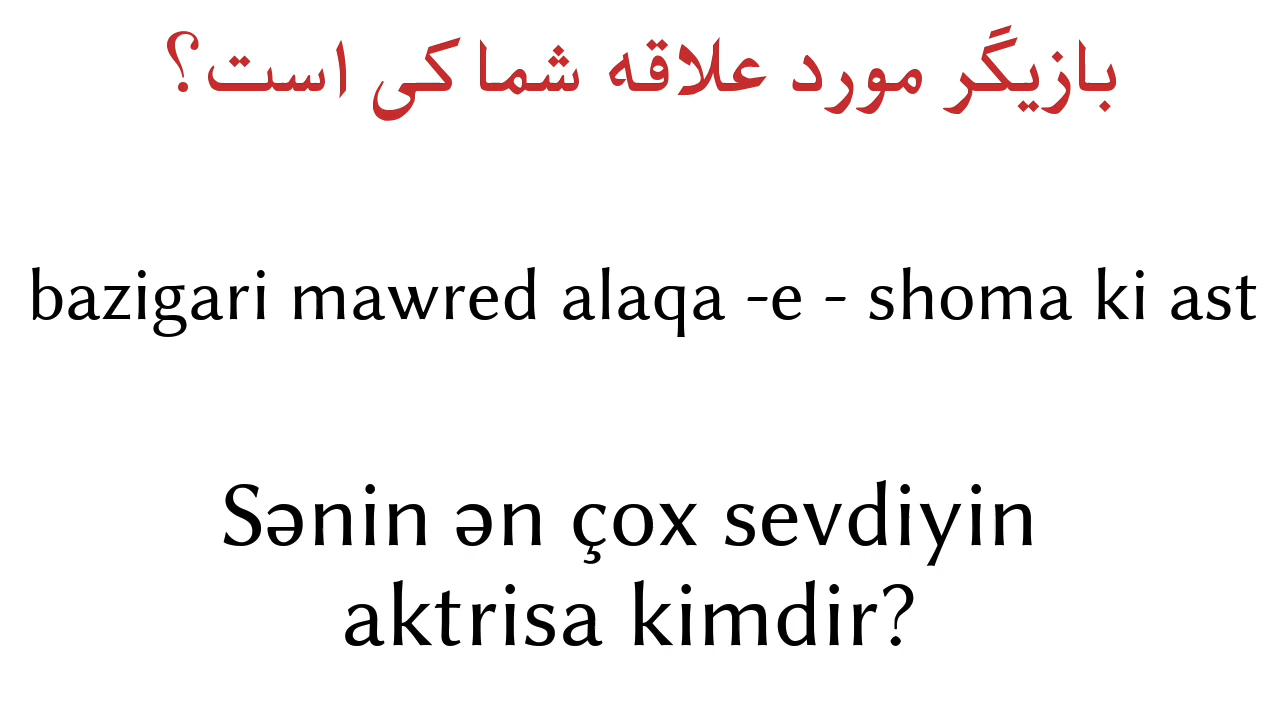 بازیگر مورد علاقه شما کی است؟
bazigari mawred alaqa -e - shoma ki ast
Sənin ən çox sevdiyin
aktrisa kimdir?